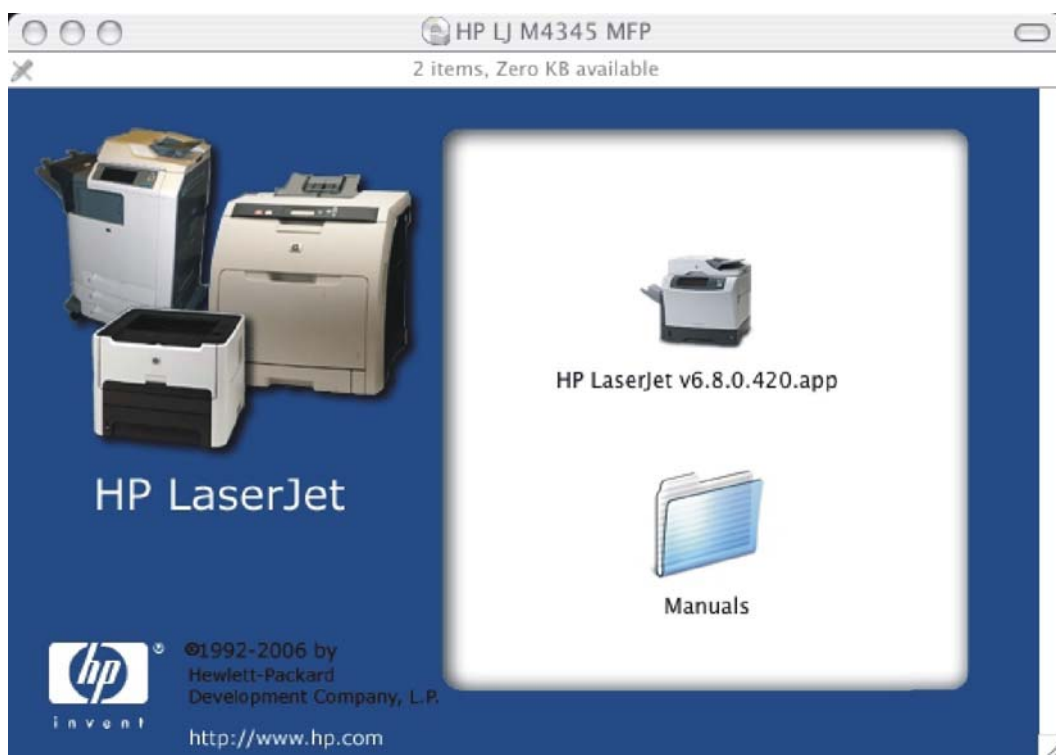 HP LJ M4345 MFP
2 items, Zero KB available
HP LaserJet v6.8.0.420.app
Manuals
HP LaserJet
hp ®
invent
©1992-2006 by
Hewlett-Packard
Development Company, L.P.
http://www.hp.com